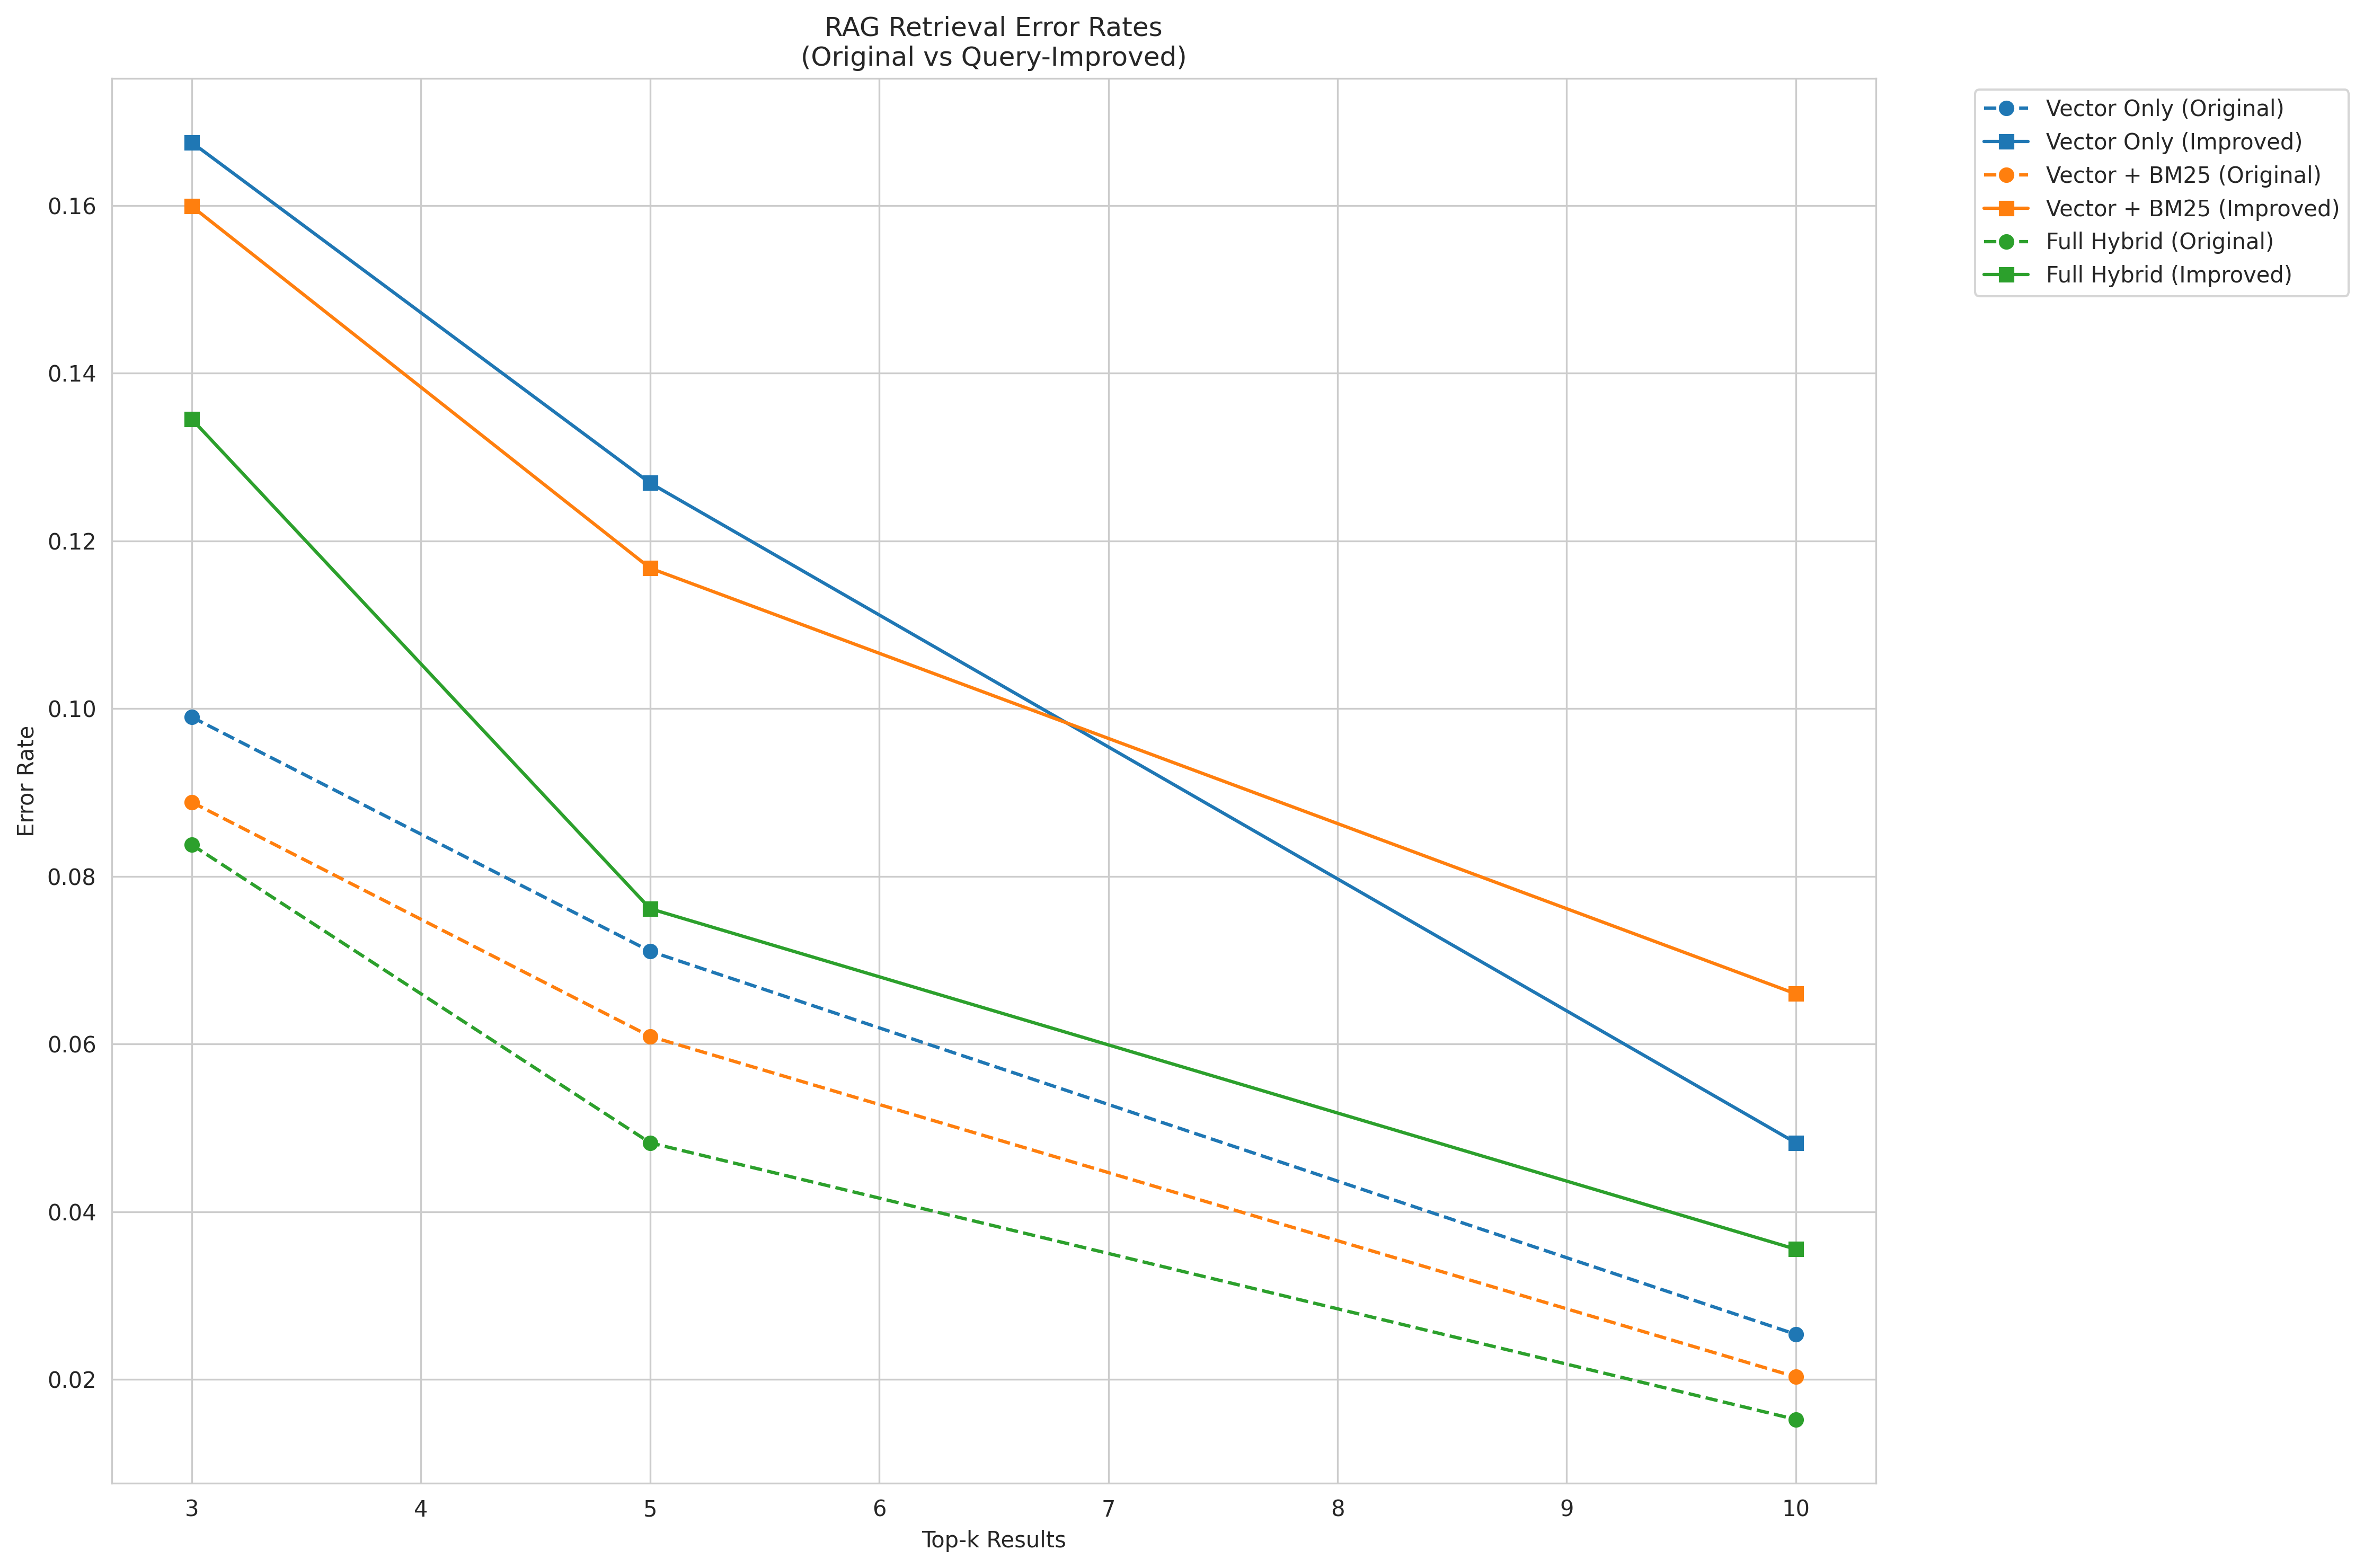 RAG Retrieval Error Rates
(Original vs Query-Improved)
Vector Only (Original)
Vector Only (Improved)
Vector + BM25 (Original)
Vector + BM25 (Improved)
Full Hybrid (Original)
Full Hybrid (Improved)
Error Rate
0.16
0.14
0.12
0.10
0.08
0.06
0.04
0.02
3 4 5 6 7 8 9 10
Top-k Results